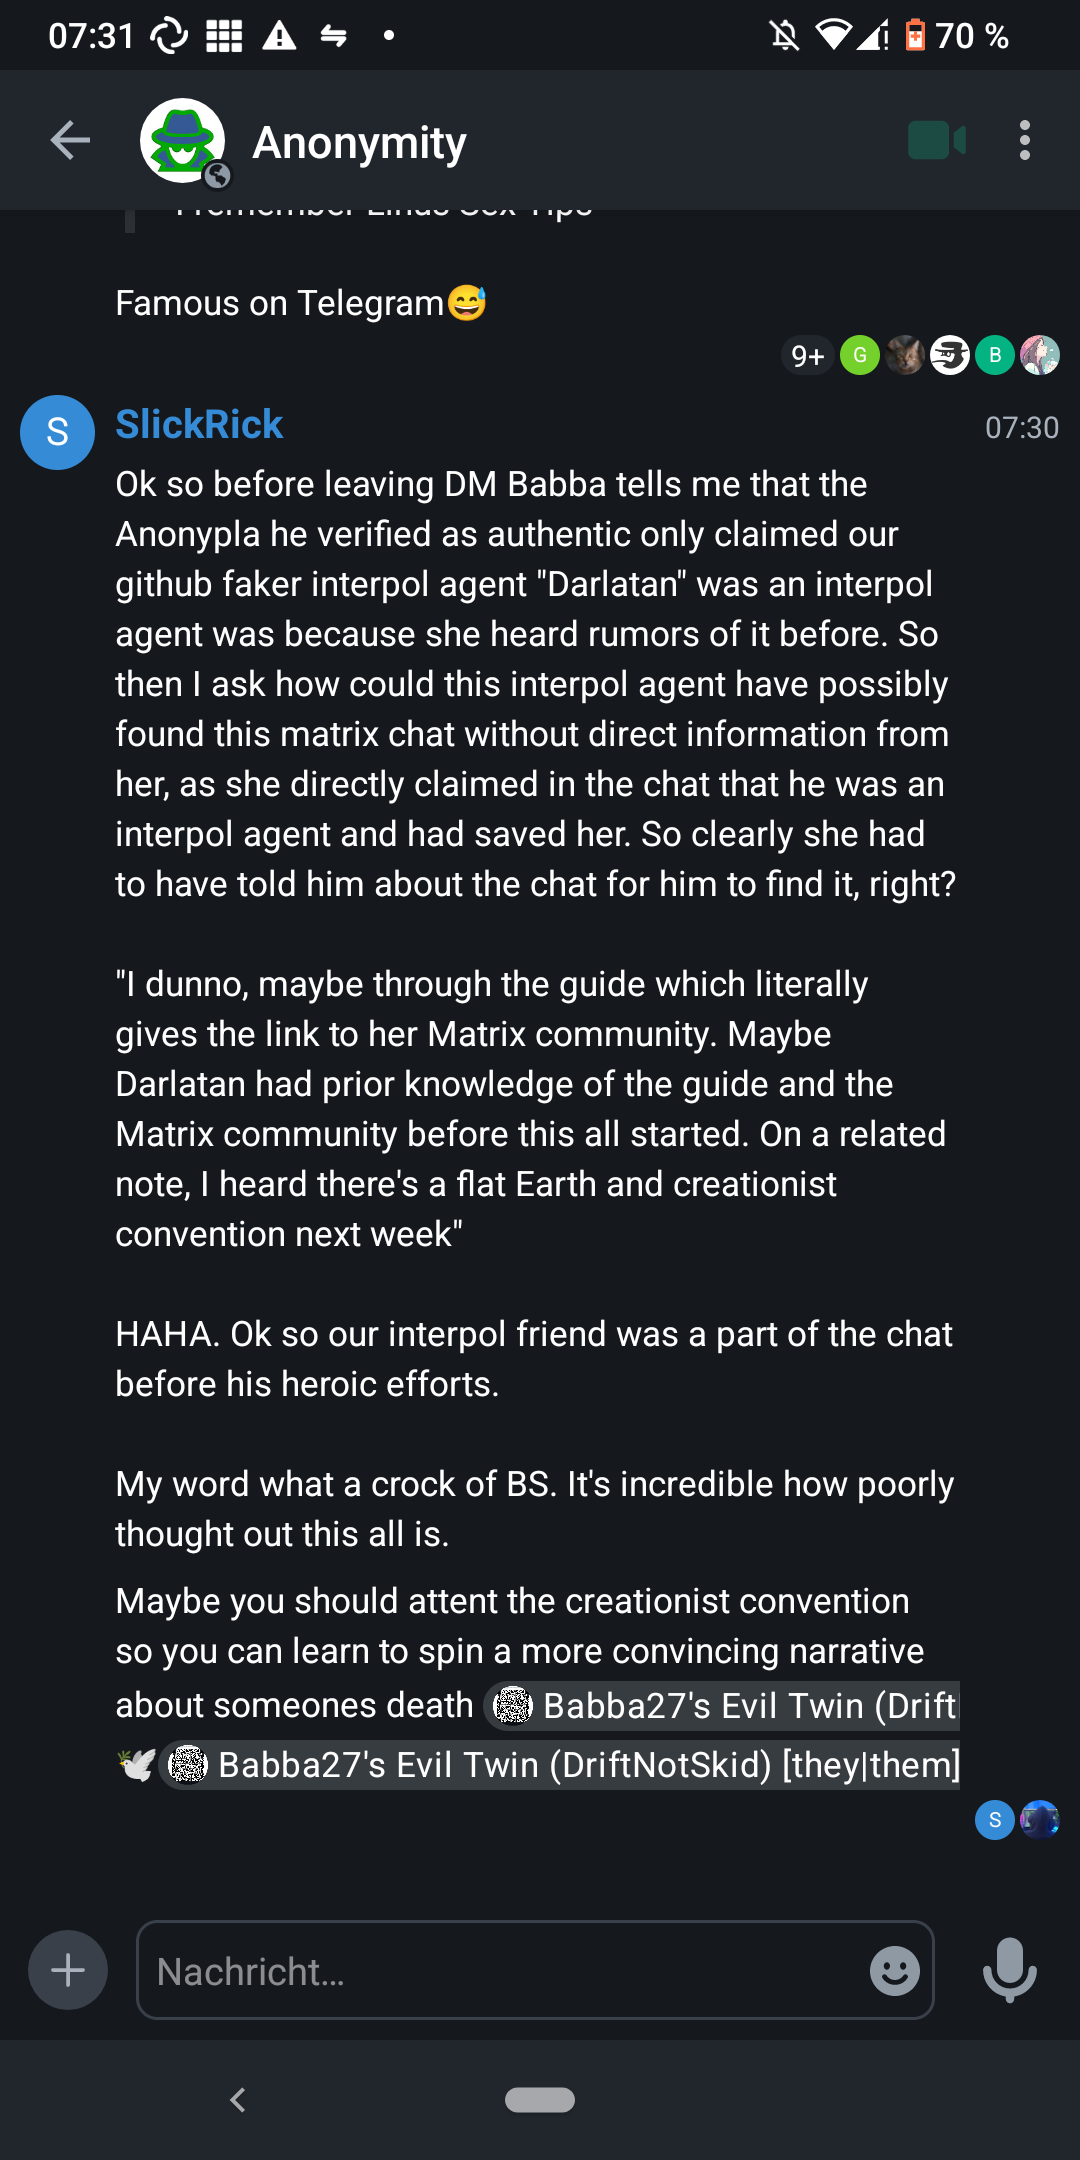 07:31
70 %
Anonymity
I remember Linus Sex Tips
Famous on Telegram😅
9+ G B
SlickRick
07:30
S
Ok so before leaving DM Babba tells me that the
Anonypla he verified as authentic only claimed our
github faker interpol agent "Darlatan" was an interpol
agent was because she heard rumors of it before. So
then I ask how could this interpol agent have possibly
found this matrix chat without direct information from
her, as she directly claimed in the chat that he was an
interpol agent and had saved her. So clearly she had
to have told him about the chat for him to find it, right?
"I dunno, maybe through the guide which literally
gives the link to her Matrix community. Maybe
Darlatan had prior knowledge of the guide and the
Matrix community before this all started. On a related
note, I heard there's a flat Earth and creationist
convention next week"
HAHA. Ok so our interpol friend was a part of the chat
before his heroic efforts.
My word what a crock of BS. It's incredible how poorly
thought out this all is.
Maybe you should attent the creationist convention
so you can learn to spin a more convincing narrative
about someones death Babba27's Evil Twin (Drift
🕊 Babba27's Evil Twin (DriftNotSkid) [they|them]
S
Nachricht…